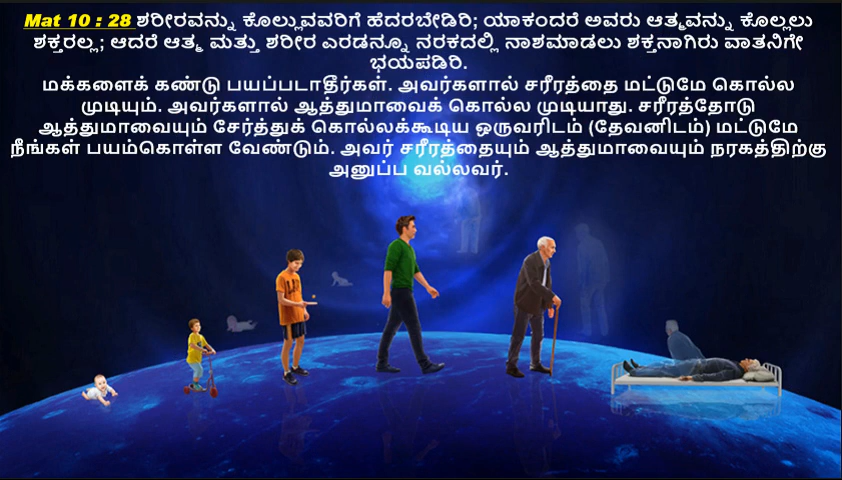 Mat 10 : 28 ಶರೀರವನ್ನು ಕೊಲ್ಲುವವರಿಗೆ ಹೆದರಬೇಡಿರಿ; ಯಾಕಂದರೆ ಅವರು ಆತ್ಮವನ್ನು ಕೊಲ್ಲಲು
ಶಕ್ತರಲ್ಲ; ಆದರೆ ಆತ್ಮ ಮತ್ತು ಶರೀರ ಎರಡನ್ನೂ ನರಕದಲ್ಲಿ ನಾಶಮಾಡಲು ಶಕ್ತನಾಗಿರು ವಾತನಿಗೇ
ಭಯಪಡಿರಿ.
மக்களைக் கண்டு பயப்படாதீர்கள். அவர்களால் சரீரத்தை மட்டுமே கொல்ல
முடியும். அவர்களால் ஆத்துமாவைக் கொல்ல முடியாது. சரீரத்தோடு
ஆத்துமாவையும் சேர்த்துக் கொல்லக்கூடிய ஒருவரிடம் (தேவனிடம்) மட்டுமே
நீங்கள் பயம்கொள்ள வேண்டும். அவர் சரீரத்தையும் ஆத்துமாவையும் நரகத்திற்கு
அனுப்ப வல்லவர்.